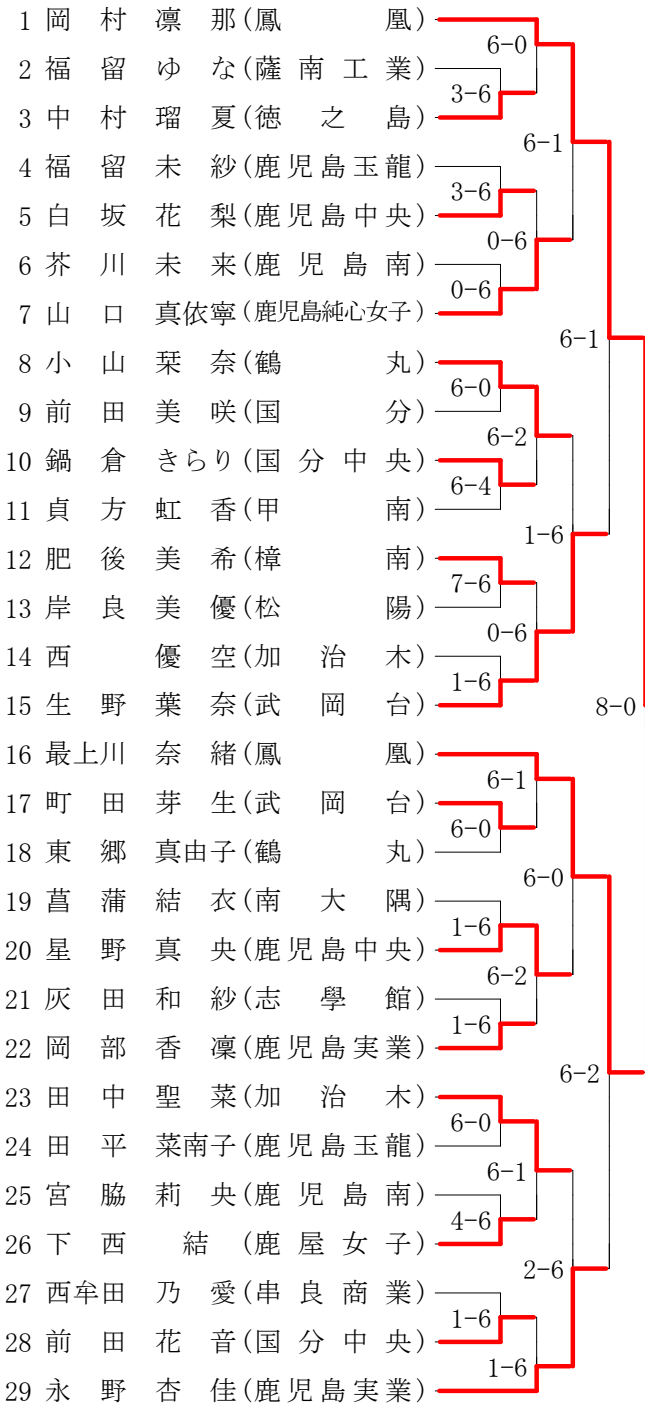 1 岡村凛那(鳳凰)
6-0
2 福留ゆな(薩南工業)
3-6
3 中村瑠夏(徳之島)
6-1
4 福留未紗(鹿児島玉龍)
3-6
5 白坂花梨(鹿児島中央)
0-6
6 芥川未来(鹿児島南)
0-6
7 山口真依寧(鹿児島純心女子)
6-1
8 小山栞奈(鶴丸)
6-0
9 前田美咲(国分)
6-2
10 鍋倉きらり(国分中央)
6-4
11 貞方虹香(甲南)
1-6
12 肥後美希(樟南)
7-6
13 岸良美優(松陽)
0-6
14 西優空(加治木)
1-6
15 生野葉奈(武岡台)
8-0
16 最上川奈緒(鳳凰)
6-1
17 町田芽生(武岡台)
6-0
18 東郷真由子(鶴丸)
6-0
19 菖蒲結衣(南大隅)
1-6
20 星野真央(鹿児島中央)
6-2
21 灰田和紗(志學館)
1-6
22 岡部香凜(鹿児島実業)
6-2
23 田中聖菜(加治木)
6-0
24 田平菜南子(鹿児島玉龍)
6-1
25 宮脇莉央(鹿児島南)
4-6
26 下西結(鹿屋女子)
2-6
27 西牟田乃愛(串良商業)
1-6
28 前田花音(国分中央)
1-6
29 永野杏佳(鹿児島実業)